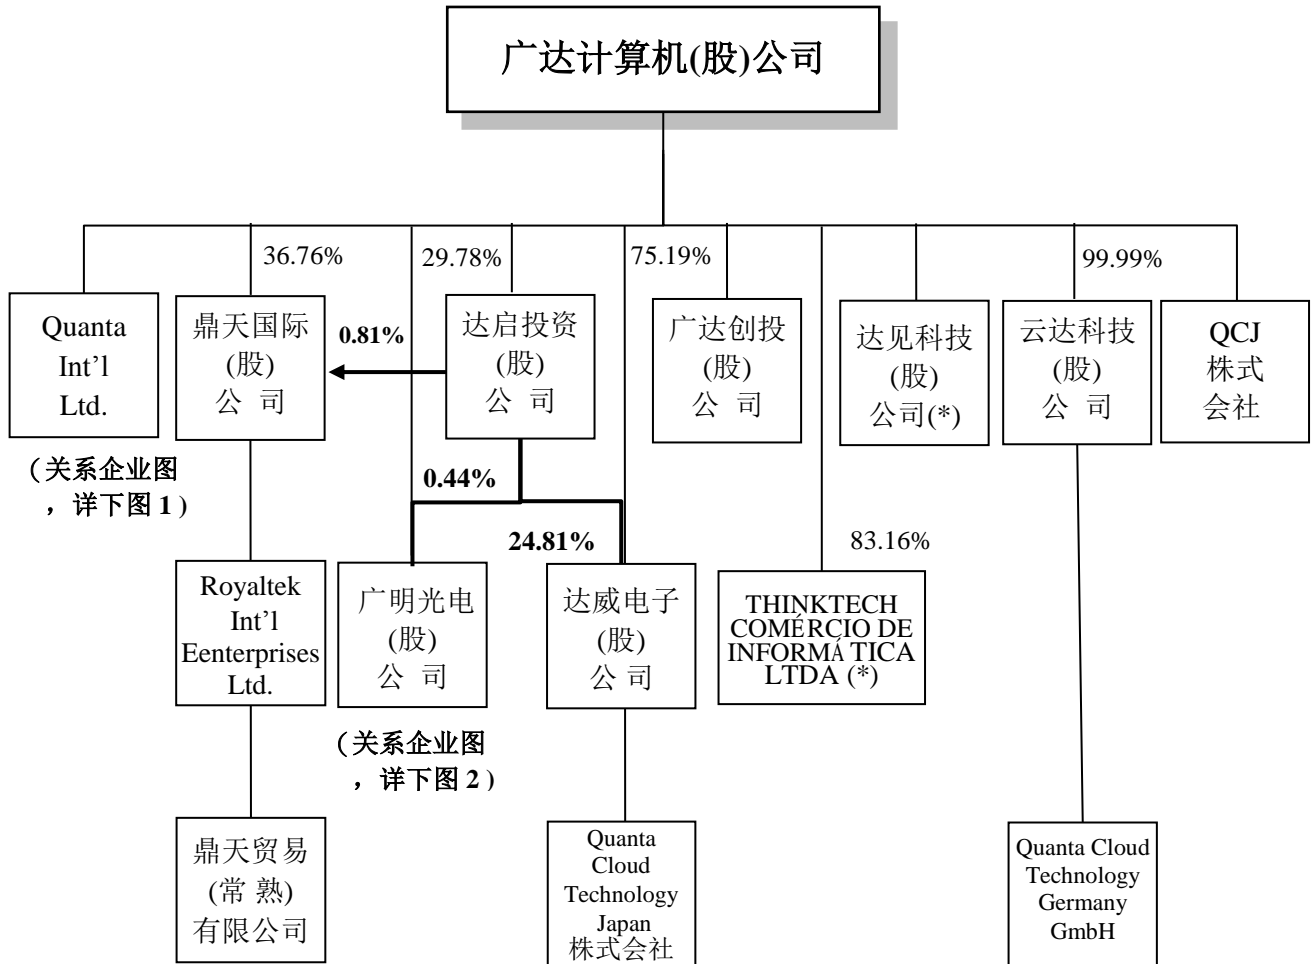 广达计算机(股)公司
36.76%
29.78%
75.19%
99.99%
Quanta
Int'l
Ltd.
鼎天国际
(股)
公 司
0.81%
达启投资
(股)
公 司
广达创投
(股)
公 司
达见科技
(股)
公司(*)
云达科技
(股)
公 司
QCJ
株式
会社
(关系企业图
，详下图 1)
0.44%
24.81%
83.16%
Royaltek
Int'l
Eenterprises
Ltd.
广明光电
(股)
公 司
达威电子
(股)
公 司
THINKTECH
COMÉRCIO DE
INFORMÁ TICA
LTDA (*)
(关系企业图
，详下图 2)
鼎天贸易
(常 熟)
有限公司
Quanta
Cloud
Technology
Japan
株式会社
Quanta Cloud
Technology
Germany
GmbH